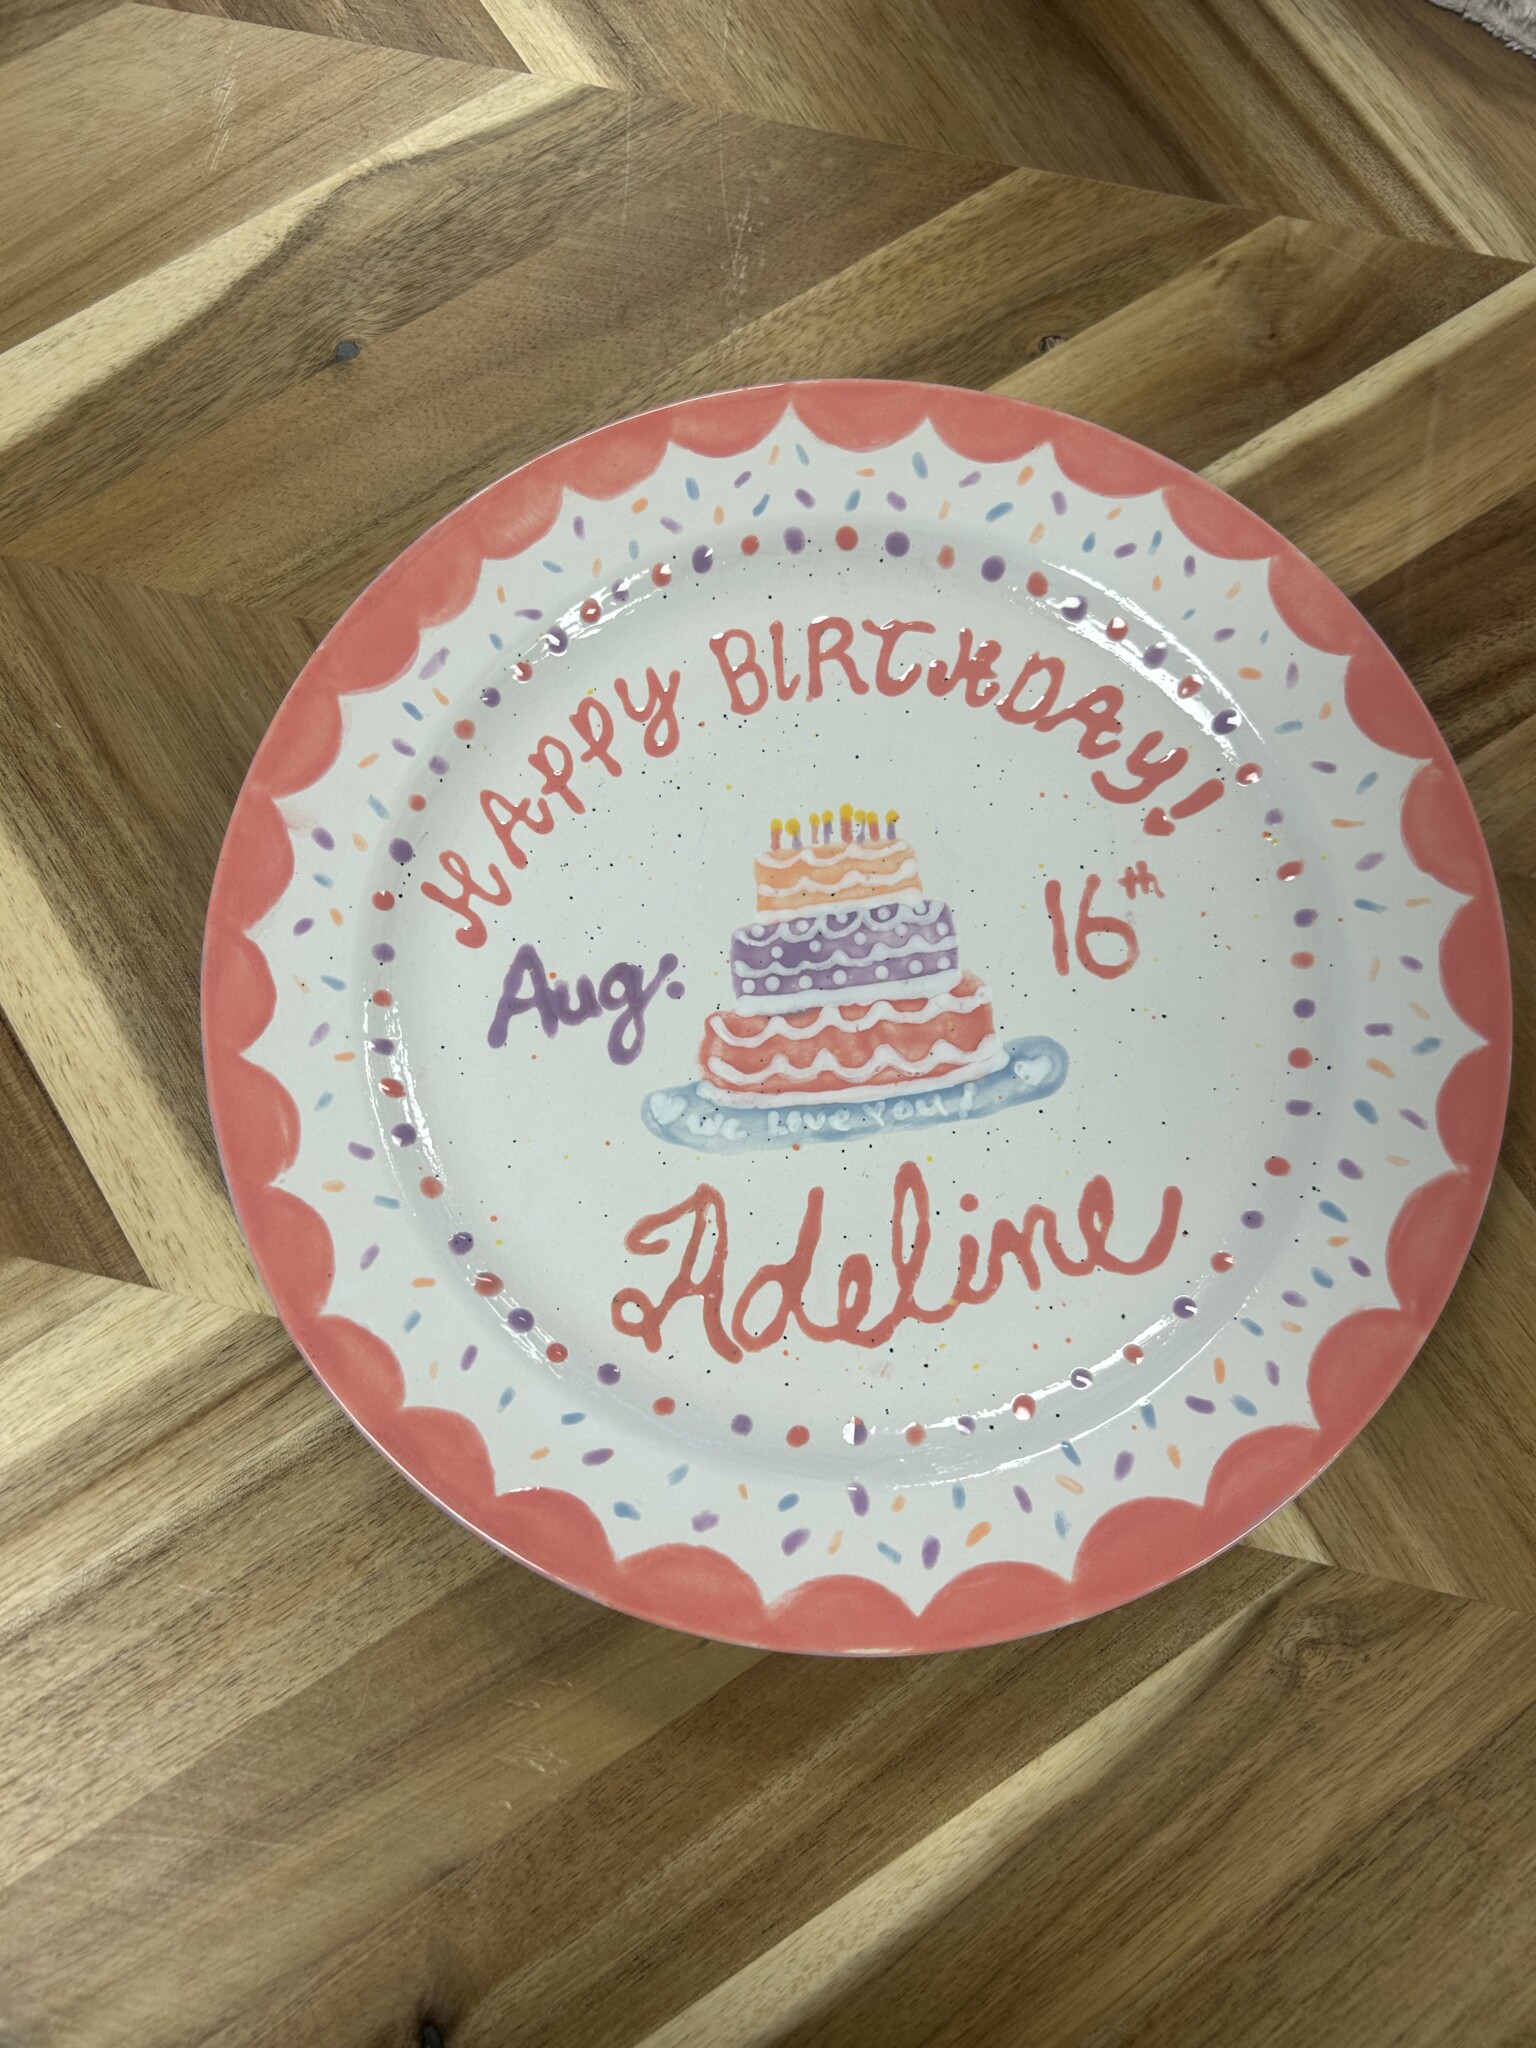 HAppy BIRTHDAy!
Aug. 16th
We Love you!
Adeline